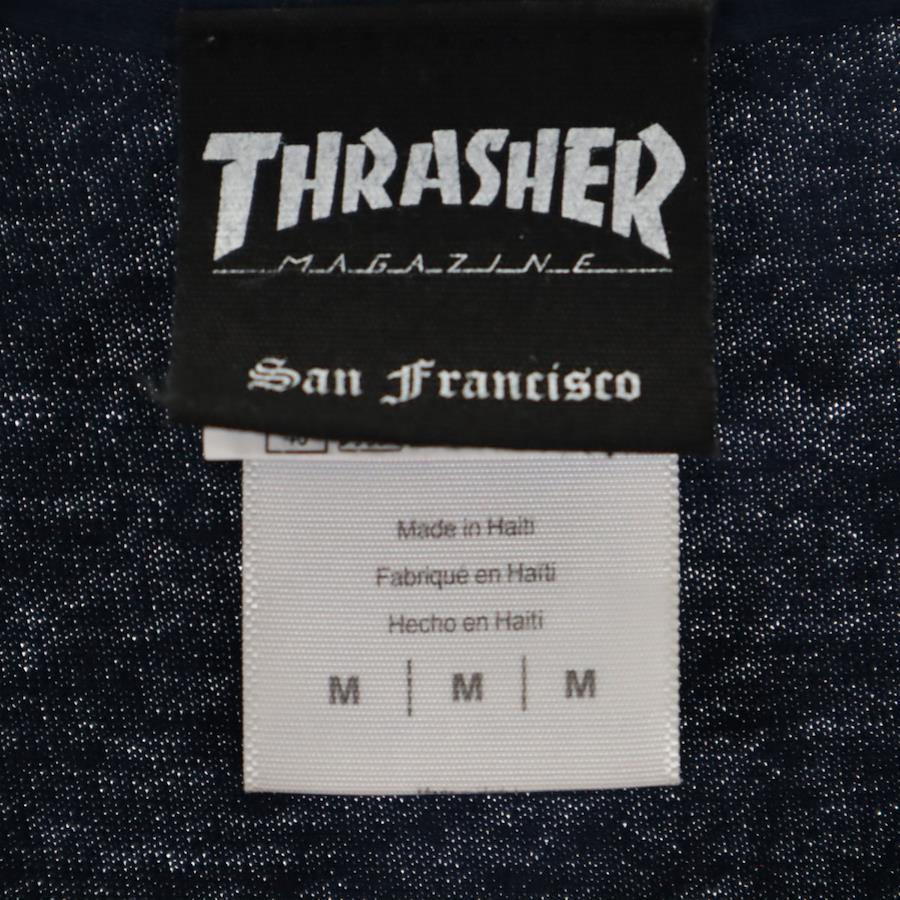 THRASHER
MAGAZINE
San Francisco
Made in Haiti
Fabriqué en Haïti
Hecho en Haití
M | M | M